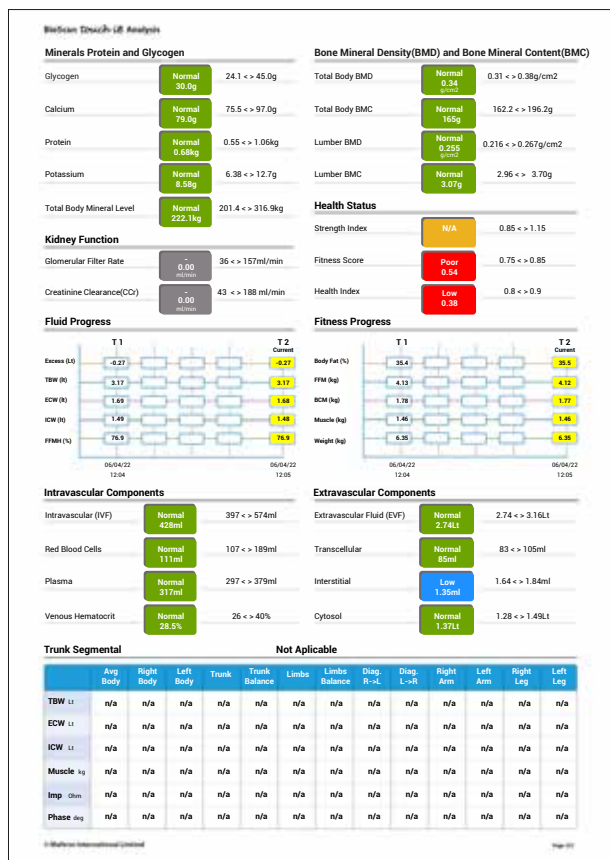 BioScan Touch i8 Analysis
Minerals Protein and Glycogen
Glycogen Normal 30.0g 24.1 < > 45.0g
Calcium Normal 79.0g 75.5 < > 97.0g
Protein Normal 0.68kg 0.55 < > 1.06kg
Potassium Normal 8.58g 6.38 < > 12.7g
Total Body Mineral Level Normal 222.1kg 201.4 < > 316.9kg
Kidney Function
Glomerular Filter Rate - 0.00 ml/min 36 < > 157ml/min
Creatinine Clearance(CCr) - 0.00 ml/min 43 < > 188 ml/min
Bone Mineral Density(BMD) and Bone Mineral Content(BMC)
Total Body BMD Normal 0.34 g/cm2 0.31 < > 0.38g/cm2
Total Body BMC Normal 165g 162.2 < > 196.2g
Lumber BMD Normal 0.255 g/cm2 0.216 < > 0.267g/cm2
Lumber BMC Normal 3.07g 2.96 < > 3.70g
Health Status
Strength Index N/A 0.85 < > 1.15
Fitness Score Poor 0.54 0.75 < > 0.85
Health Index Low 0.38 0.8 < > 0.9
Fluid Progress
T 1 T 2
Current
Excess (Lt) -0.27 -0.27
TBW (lt) 3.17 3.17
ECW (lt) 1.69 1.68
ICW (lt) 1.49 1.48
FFMH (%) 76.9 76.9
06/04/22 06/04/22
12:04 12:05
Fitness Progress
T 1 T 2
Current
Body Fat (%) 35.4 35.5
FFM (kg) 4.13 4.12
BCM (kg) 1.78 1.77
Muscle (kg) 1.46 1.46
Weight (kg) 6.35 6.35
06/04/22 06/04/22
12:04 12:05
Intravascular Components
Intravascular (IVF) Normal 428ml 397 < > 574ml
Red Blood Cells Normal 111ml 107 < > 189ml
Plasma Normal 317ml 297 < > 379ml
Venous Hematocrit Normal 28.5% 26 < > 40%
Extravascular Components
Extravascular Fluid (EVF) Normal 2.74Lt 2.74 < > 3.16Lt
Transcellular Normal 85ml 83 < > 105ml
Interstitial Low 1.35ml 1.64 < > 1.84ml
Cytosol Normal 1.37Lt 1.28 < > 1.49Lt
Trunk Segmental Not Aplicable
Avg Body Right Body Left Body Trunk Trunk Balance Limbs Limbs Balance Diag. R->L Diag. L->R Right Arm Left Arm Right Leg Left Leg
TBW Lt n/a n/a n/a n/a n/a n/a n/a n/a n/a n/a n/a n/a n/a
ECW Lt n/a n/a n/a n/a n/a n/a n/a n/a n/a n/a n/a n/a n/a
ICW Lt n/a n/a n/a n/a n/a n/a n/a n/a n/a n/a n/a n/a n/a
Muscle kg n/a n/a n/a n/a n/a n/a n/a n/a n/a n/a n/a n/a n/a
Imp Ohm n/a n/a n/a n/a n/a n/a n/a n/a n/a n/a n/a n/a n/a
Phase deg n/a n/a n/a n/a n/a n/a n/a n/a n/a n/a n/a n/a n/a
International Limited